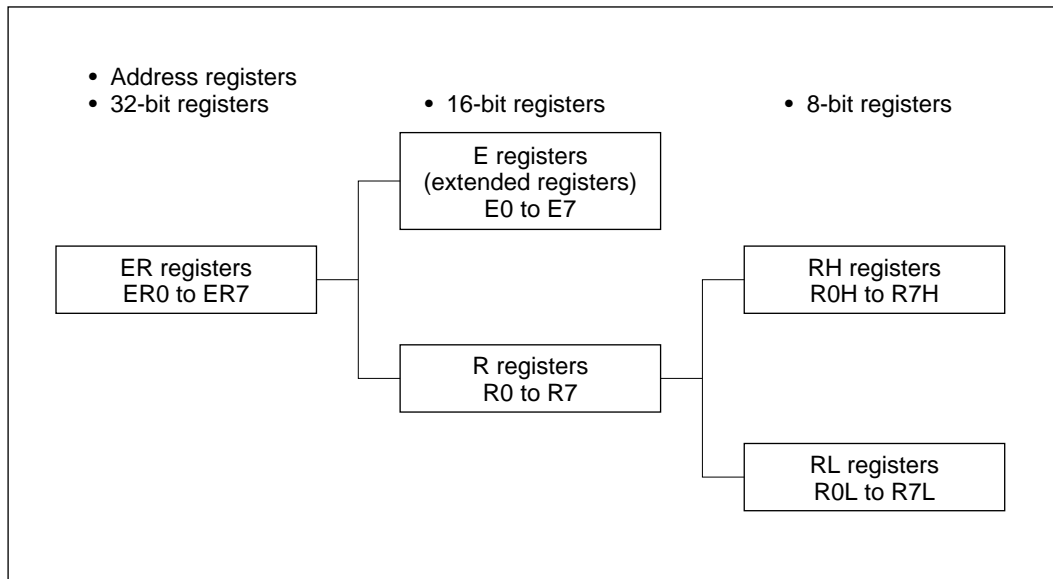 • Address registers
• 32-bit registers
• 16-bit registers
• 8-bit registers
E registers
(extended registers)
E0 to E7
ER registers
ER0 to ER7
RH registers
R0H to R7H
R registers
R0 to R7
RL registers
R0L to R7L